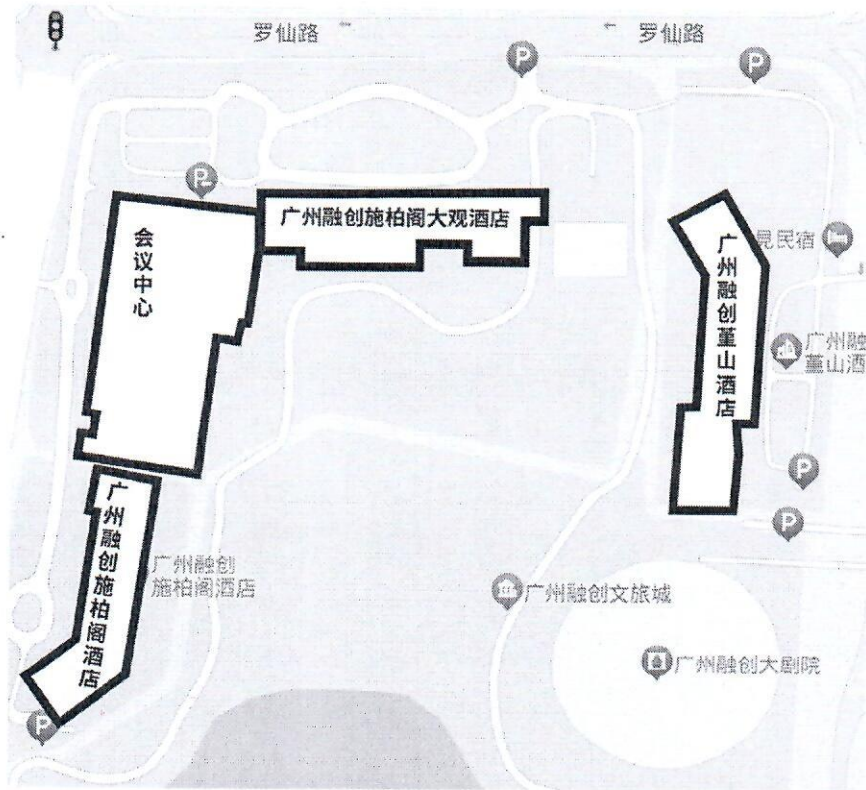 罗仙路
罗仙路
P
P
P
广州融创施柏阁大观酒店
会议中心
广州融创堇山酒店
见民宿
广州融
堇山酒
P
P
广州融创施柏阁酒店
广州融创
施柏阁酒店
广州融创文旅城
广州融创大剧院
P